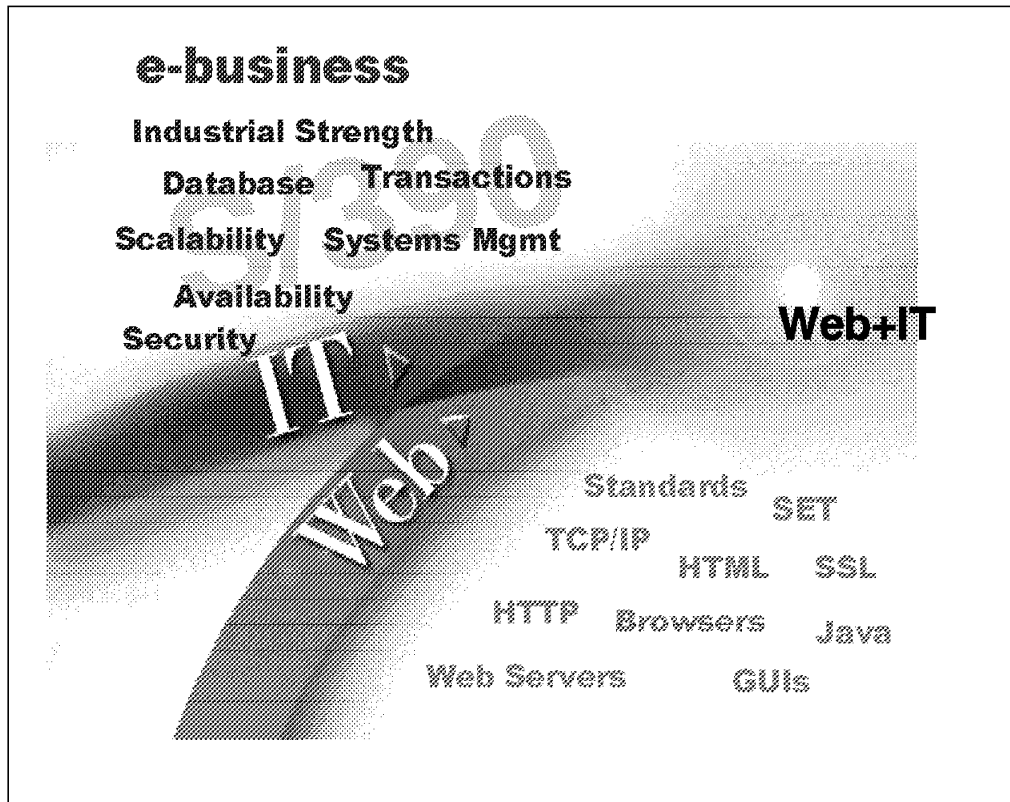 e-business
Industrial Strength
S/390
Database Transactions
Scalability Systems Mgmt
Availability
Security
IT >
Web+IT
Web >
Standards SET
TCP/IP
HTML SSL
HTTP Browsers Java
Web Servers GUIs